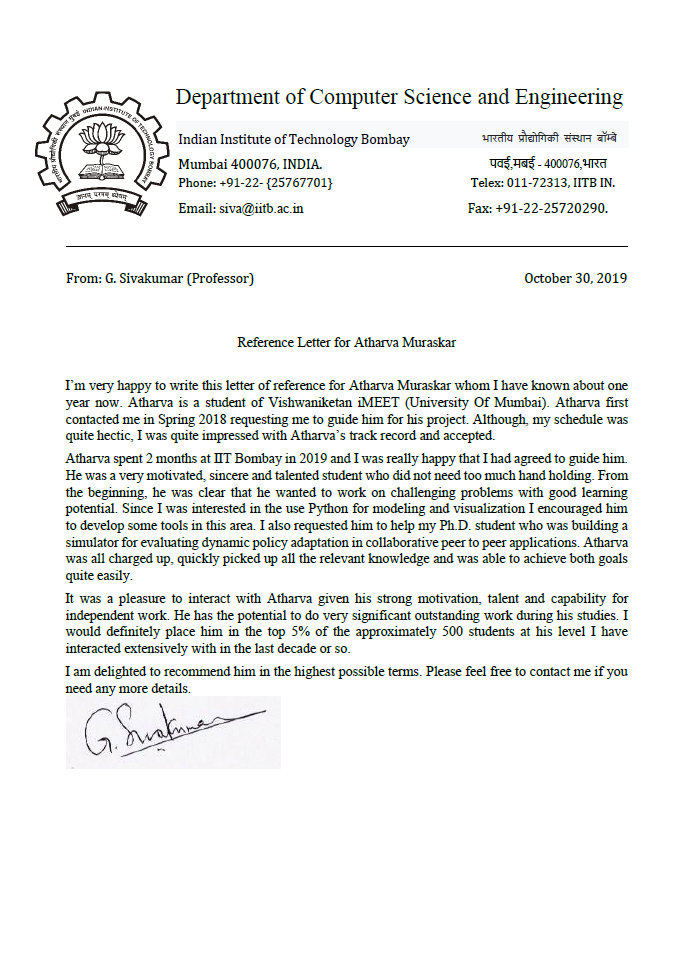 Department of Computer Science and Engineering
Indian Institute of Technology Bombay
भारतीय प्रौद्योगिकी संस्थान बॉम्बे
Mumbai 400076, INDIA.
पवई,मबई - 400076,भारत
Phone: +91-22- {25767701}
Telex: 011-72313, IITB IN.
Email: siva@iitb.ac.in
Fax: +91-22-25720290.
भारतीय प्रौद्योगिकी संस्थान मुंबई INDIAN INSTITUTE OF TECHNOLOGY BOMBAY
ज्ञानम् परमम् ध्येयम्
From: G. Sivakumar (Professor)
October 30, 2019
Reference Letter for Atharva Muraskar
I'm very happy to write this letter of reference for Atharva Muraskar whom I have known about one
year now. Atharva is a student of Vishwaniketan iMEET (University Of Mumbai). Atharva first
contacted me in Spring 2018 requesting me to guide him for his project. Although, my schedule was
quite hectic, I was quite impressed with Atharva's track record and accepted.
Atharva spent 2 months at IIT Bombay in 2019 and I was really happy that I had agreed to guide him.
He was a very motivated, sincere and talented student who did not need too much hand holding. From
the beginning, he was clear that he wanted to work on challenging problems with good learning
potential. Since I was interested in the use Python for modeling and visualization I encouraged him
to develop some tools in this area. I also requested him to help my Ph.D. student who was building a
simulator for evaluating dynamic policy adaptation in collaborative peer to peer applications. Atharva
was all charged up, quickly picked up all the relevant knowledge and was able to achieve both goals
quite easily.
It was a pleasure to interact with Atharva given his strong motivation, talent and capability for
independent work. He has the potential to do very significant outstanding work during his studies. I
would definitely place him in the top 5% of the approximately 500 students at his level I have
interacted extensively with in the last decade or so.
I am delighted to recommend him in the highest possible terms. Please feel free to contact me if you
need any more details.
G. Sivakumar